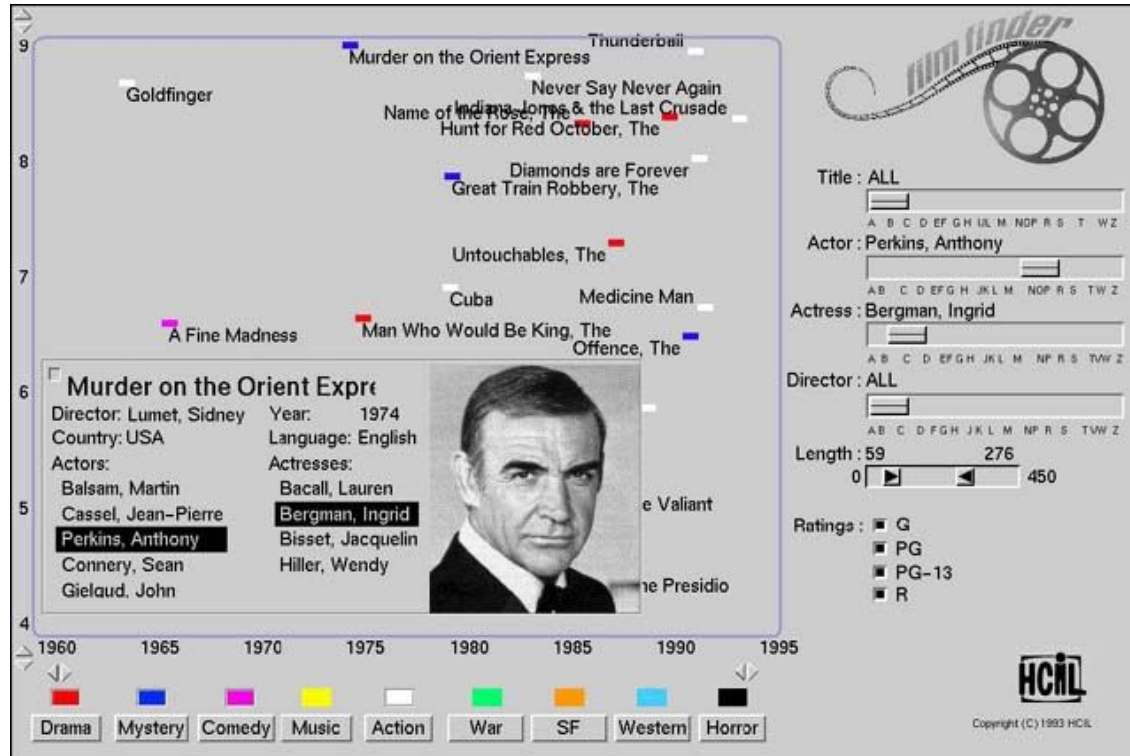 film finder
9
Thunderball
Murder on the Orient Express
Goldfinger
Never Say Never Again
Indiana Jones & the Last Crusade
Name of the Rose, The
Hunt for Red October, The
8
Diamonds are Forever
Great Train Robbery, The
Untouchables, The
7
Cuba
Medicine Man
A Fine Madness
Man Who Would Be King, The
Offence, The
6
Murder on the Orient Expre
Director: Lumet, Sidney
Year: 1974
Country: USA
Language: English
Actors:
Actresses:
Balsam, Martin
Bacall, Lauren
Cassel, Jean-Pierre
Bergman, Ingrid
Perkins, Anthony
Bisset, Jacquelin
Connery, Sean
Hiller, Wendy
Gielgud, John
5
e Valiant
he Presidio
4
1960 1965 1970 1975 1980 1985 1990 1995
Drama Mystery Comedy Music Action War SF Western Horror
Title : ALL
A B C D EF G H IJL M NOP R S T W Z
Actor : Perkins, Anthony
AB C D EFG H JKL M NOP R S TW Z
Actress : Bergman, Ingrid
A B C D EFG H JKL M NP R S TVW Z
Director : ALL
AB C D FGH JKL M NP R S TVW Z
Length : 59 276
0 450
Ratings : G
PG
PG-13
R
HCIL
Copyright (C) 1993 HCIL